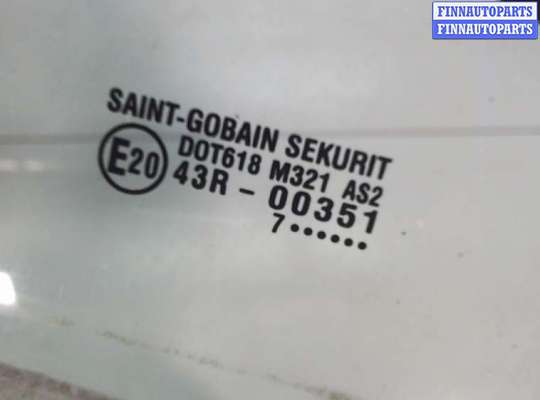 FINNAUTOPARTS
FINNAUTOPARTS
SAINT-GOBAIN SEKURIT
E20
DOT618 M321 AS2
43R - 00351
7••••••